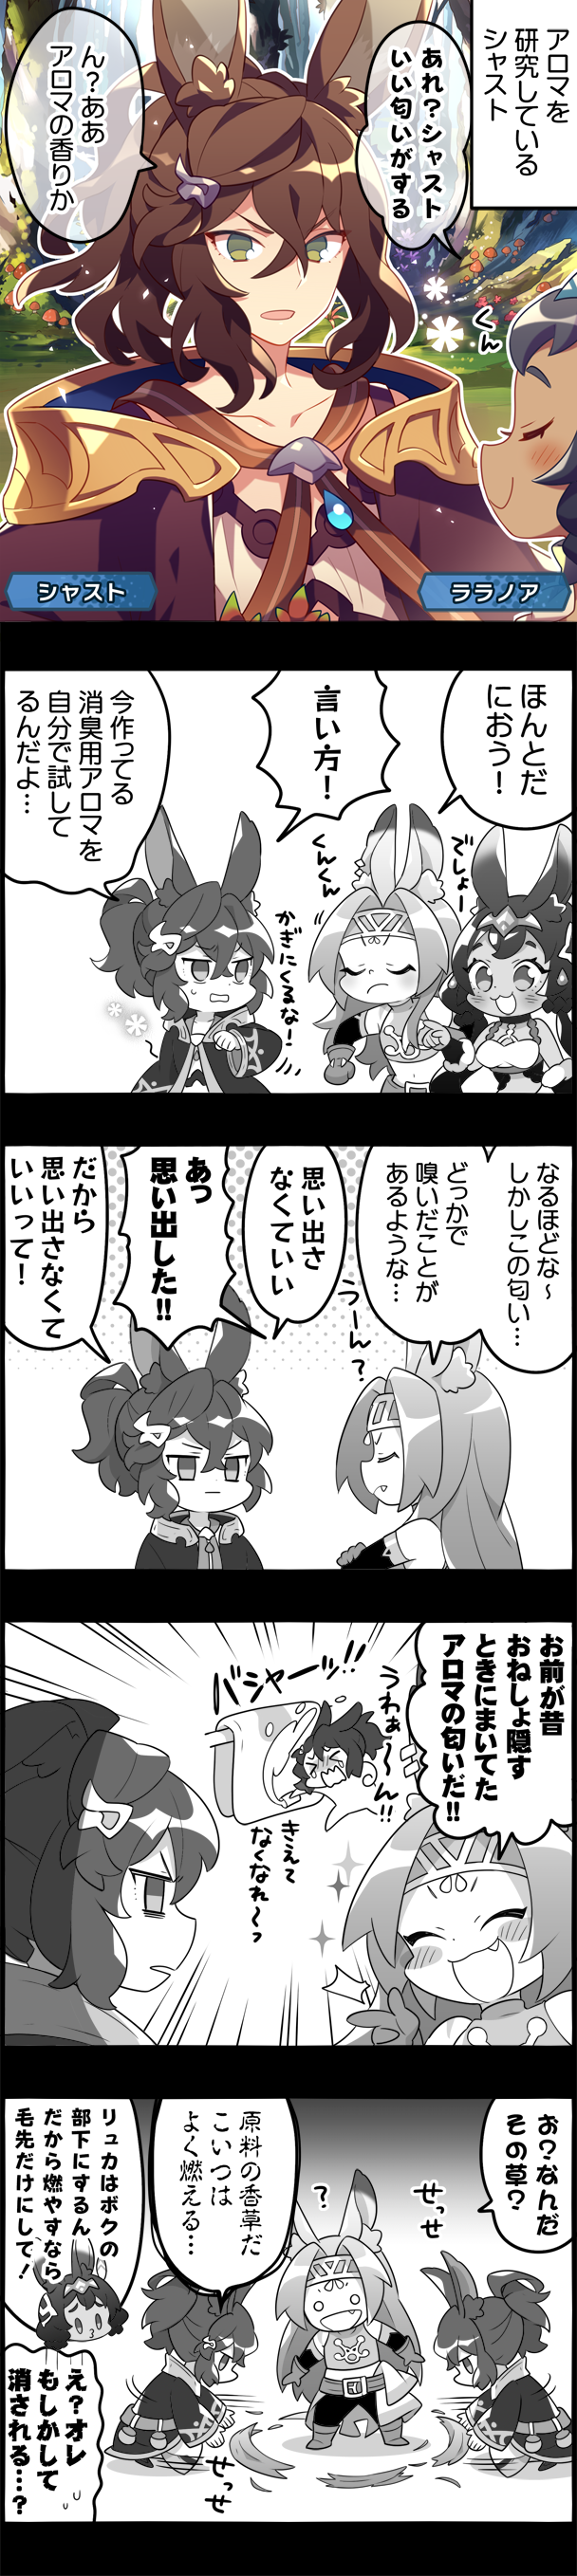 アロマを
研究している
シャスト
あれ？シャスト
いい匂いがする
ん？ああ
アロマの香りか
くん
シャスト
ララノア
ほんとだ
におう！
言い方！
今作ってる
消臭用アロマを
自分で試して
るんだよ…
でしょー
くんくん
かぎにくるな！
なるほどな～
しかしこの匂い…
どっかで
嗅いだことが
あるような…
うーん？
思い出さ
なくていい
あっ
思い出した!!
だから
思い出さなくて
いいって！
お前が昔
おねしょ隠す
ときにまいてた
アロマの匂いだ!!
バシャーッ!!
うわぁ～～ん!!
きえて
なくなれ～っ
お？なんだ
その草？
せっせ
？
原料の香草だ
こいつは
よく燃える…
リュカはボクの
部下にするん
だから燃やすなら
毛先だけにして！
え？オレ
もしかして
消される…？
せっせ